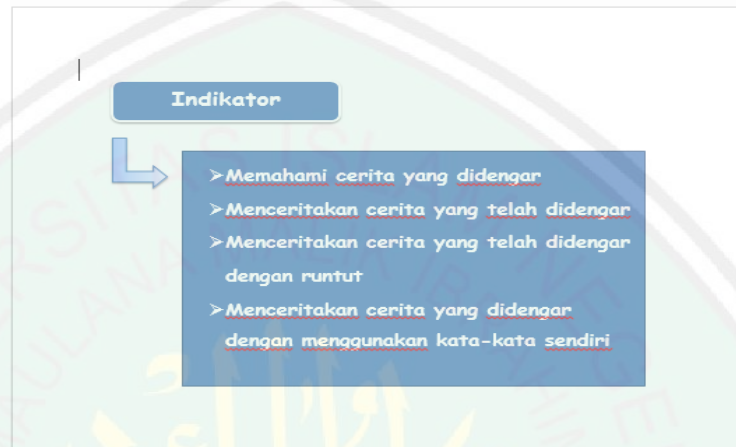 Indikator
➢Memahami cerita yang didengar
➢Menceritakan cerita yang telah didengar
➢Menceritakan cerita yang telah didengar
dengan runtut
➢Menceritakan cerita yang didengar
dengan menggunakan kata-kata sendiri